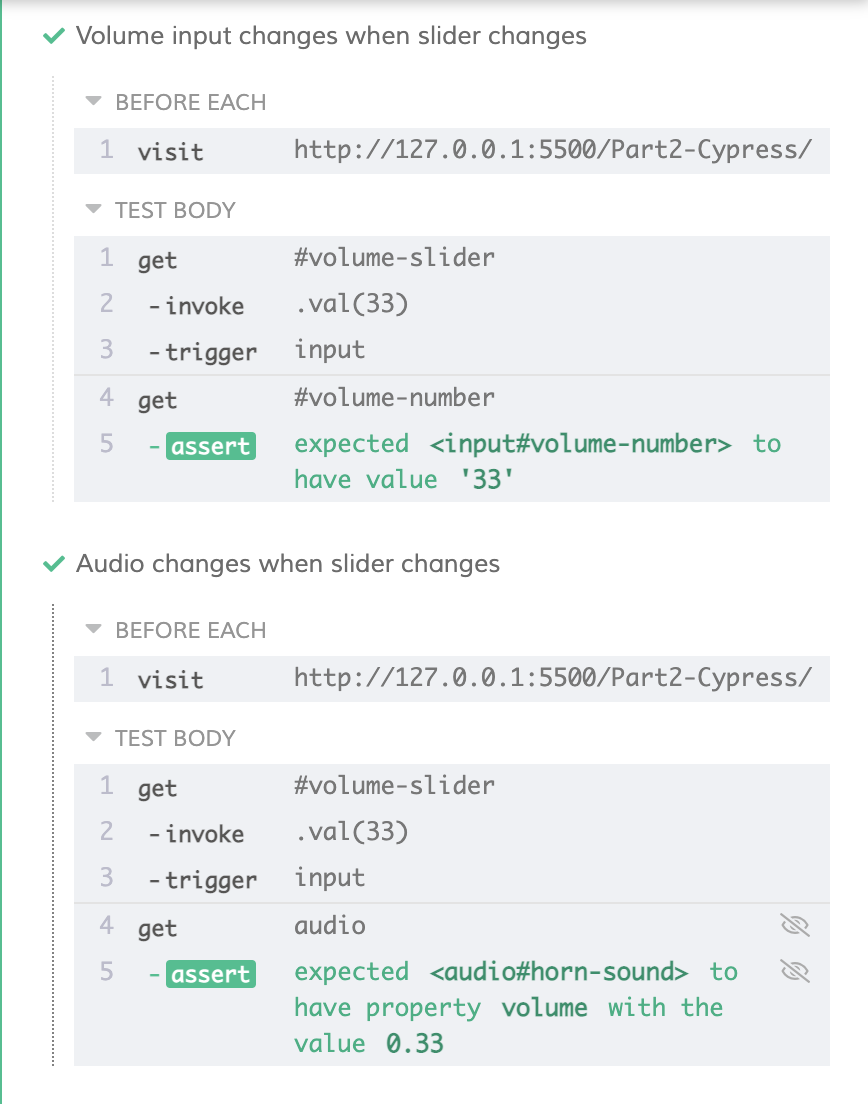 Volume input changes when slider changes
BEFORE EACH
1 visit http://127.0.0.1:5500/Part2-Cypress/
TEST BODY
1 get #volume-slider
2 -invoke .val(33)
3 -trigger input
4 get #volume-number
5 -assert expected <input#volume-number> to
have value '33'
Audio changes when slider changes
BEFORE EACH
1 visit http://127.0.0.1:5500/Part2-Cypress/
TEST BODY
1 get #volume-slider
2 -invoke .val(33)
3 -trigger input
4 get audio
5 -assert expected <audio#horn-sound> to
have property volume with the
value 0.33